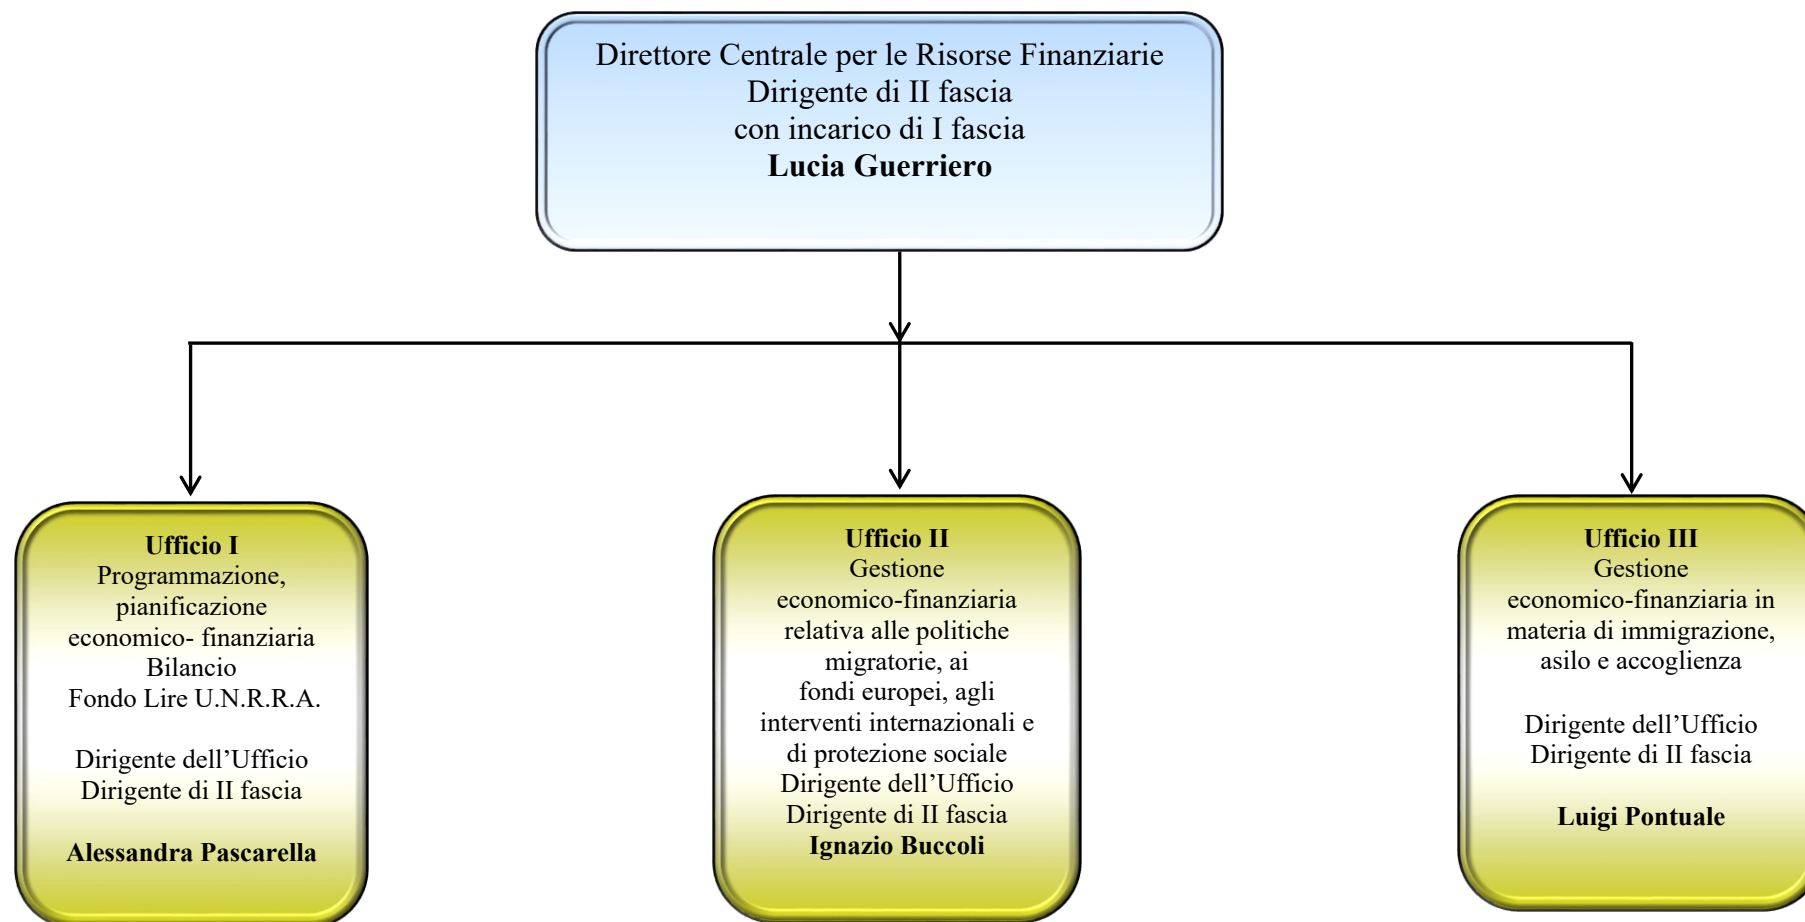 Direttore Centrale per le Risorse Finanziarie
Dirigente di II fascia
con incarico di I fascia
Lucia Guerriero
Ufficio I
Programmazione,
pianificazione
economico- finanziaria
Bilancio
Fondo Lire U.N.R.R.A.
Dirigente dell’Ufficio
Dirigente di II fascia
Alessandra Pascarella
Ufficio II
Gestione
economico-finanziaria
relativa alle politiche
migratorie, ai
fondi europei, agli
interventi internazionali e
di protezione sociale
Dirigente dell’Ufficio
Dirigente di II fascia
Ignazio Buccoli
Ufficio III
Gestione
economico-finanziaria in
materia di immigrazione,
asilo e accoglienza
Dirigente dell’Ufficio
Dirigente di II fascia
Luigi Pontuale